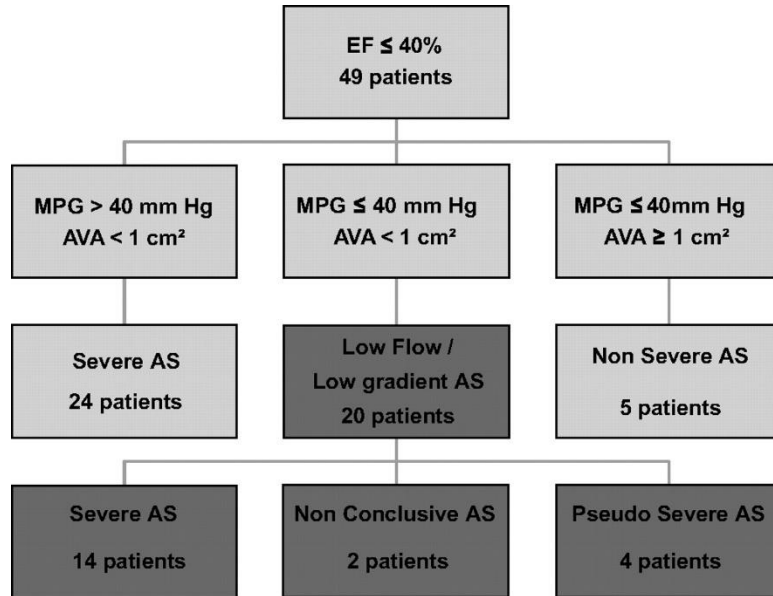 EF ≤ 40%
49 patients
MPG > 40 mm Hg
AVA < 1 cm²
MPG ≤ 40 mm Hg
AVA < 1 cm²
MPG ≤ 40mm Hg
AVA ≥ 1 cm²
Severe AS
24 patients
Low Flow /
Low gradient AS
20 patients
Non Severe AS
5 patients
Severe AS
14 patients
Non Conclusive AS
2 patients
Pseudo Severe AS
4 patients